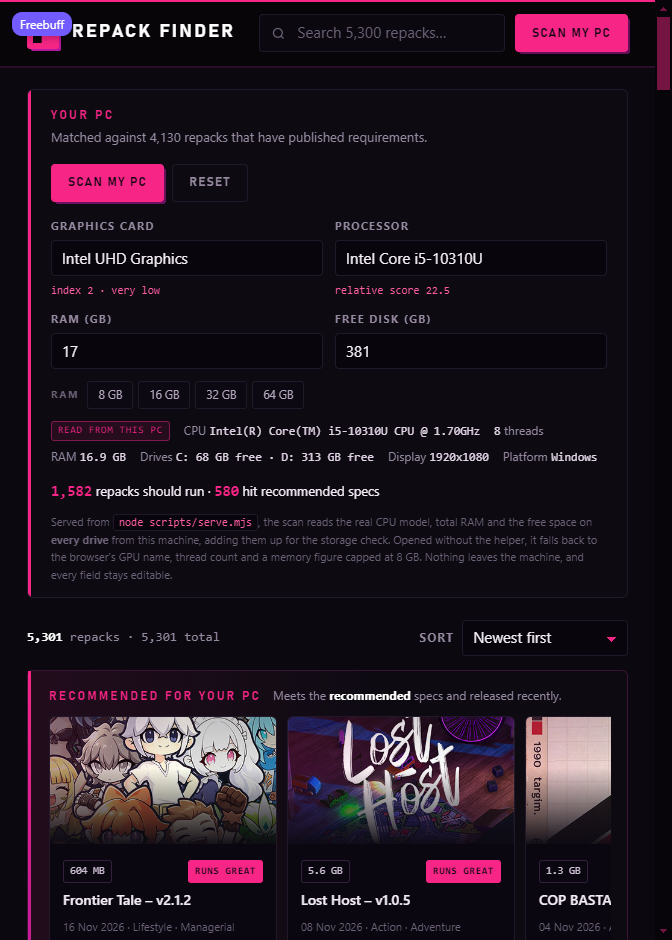 Freebuff
REPACK FINDER
Search 5,300 repacks...
SCAN MY PC
YOUR PC
Matched against 4,130 repacks that have published requirements.
SCAN MY PC
RESET
GRAPHICS CARD
PROCESSOR
Intel UHD Graphics
Intel Core i5-10310U
index 2 · very low
relative score 22.5
RAM (GB)
FREE DISK (GB)
17
381
RAM 8 GB 16 GB 32 GB 64 GB
READ FROM THIS PC CPU Intel(R) Core(TM) i5-10310U CPU @ 1.70GHz 8 threads
RAM 16.9 GB Drives C: 68 GB free · D: 313 GB free Display 1920x1080 Platform Windows
1,582 repacks should run · 580 hit recommended specs
Served from node scripts/serve.mjs, the scan reads the real CPU model, total RAM and the free space on
every drive from this machine, adding them up for the storage check. Opened without the helper, it falls back to
the browser's GPU name, thread count and a memory figure capped at 8 GB. Nothing leaves the machine, and
every field stays editable.
5,301 repacks · 5,301 total
SORT Newest first
RECOMMENDED FOR YOUR PC Meets the recommended specs and released recently.
Lost
Host
1990 targim.
604 MB
RUNS GREAT
5.6 GB
RUNS GREAT
1.3 GB
Frontier Tale – v2.1.2
Lost Host – v1.0.5
COP BASTA
16 Nov 2026 · Lifestyle · Managerial
08 Nov 2026 · Action · Adventure
04 Nov 2026 ·